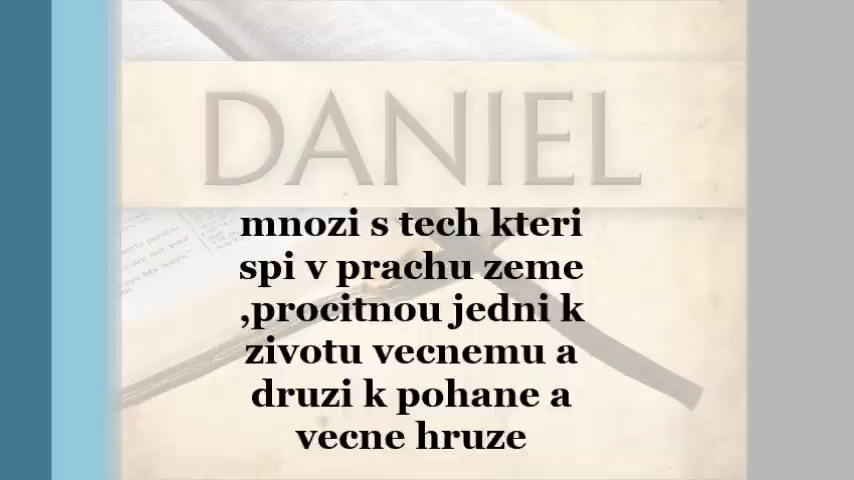 DANIEL
mnozi s tech kteri
spi v prachu zeme
,procitnou jedni k
zivotu vecnemu a
druzi k pohane a
vecne hruze